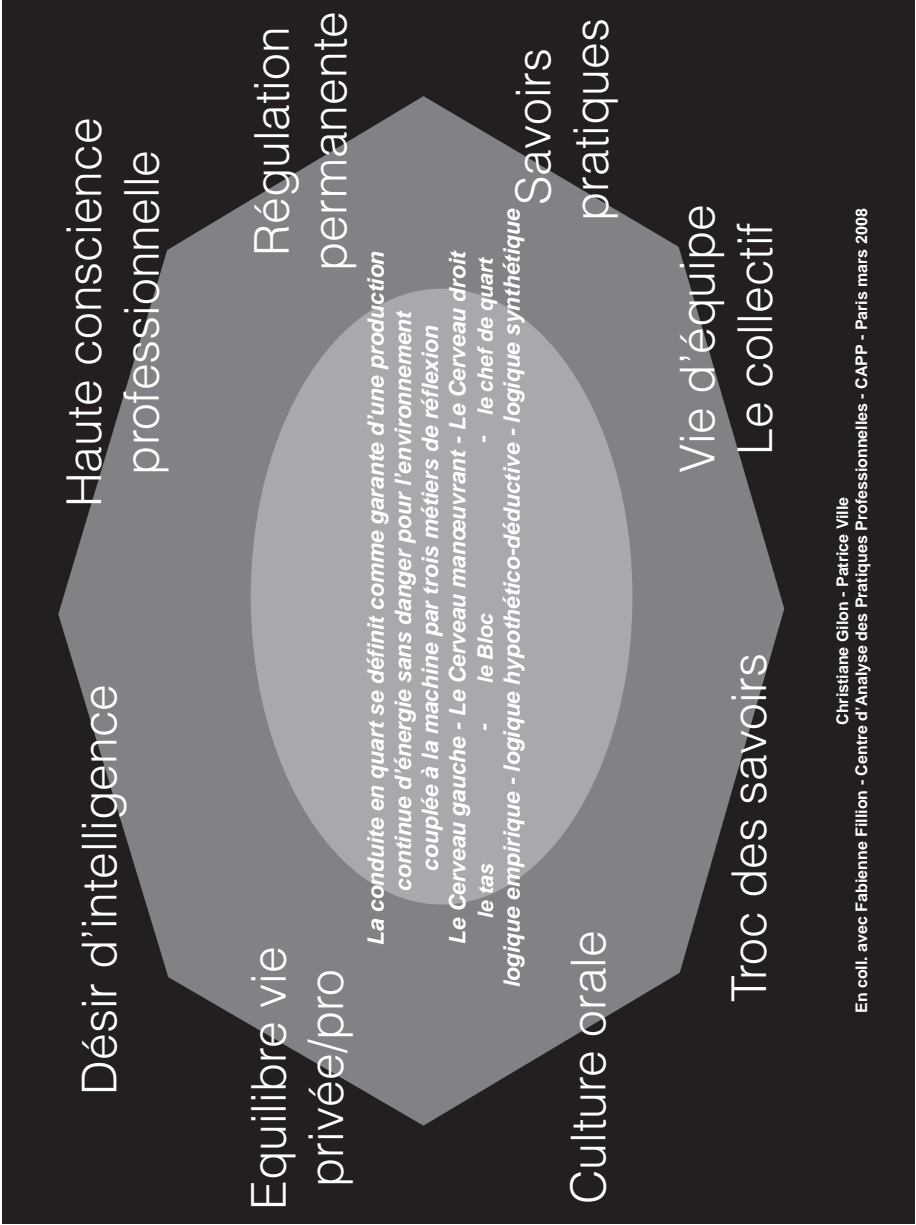 Désir d'intelligence
Haute conscience
professionnelle
Equilibre vie
privée/pro
Régulation
permanente
La conduite en quart se définit comme garante d'une production
continue d'énergie sans danger pour l'environnement
couplée à la machine par trois métiers de réflexion
Le Cerveau gauche - Le Cerveau manœuvrant - Le Cerveau droit
le tas - le Bloc - le chef de quart
logique empirique - logique hypothético-déductive - logique synthétique
Culture orale
Savoirs
pratiques
Troc des savoirs
Vie d'équipe
Le collectif
Christiane Gilon - Patrice Ville
En coll. avec Fabienne Fillion - Centre d'Analyse des Pratiques Professionnelles - CAPP - Paris mars 2008